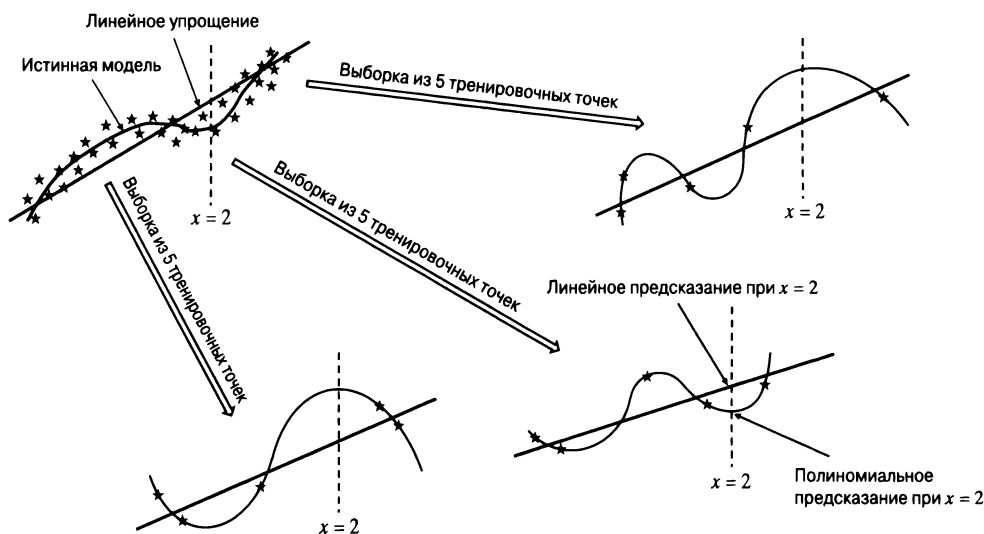 Линейное упрощение
Истинная модель
x = 2
Выборка из 5 тренировочных точек
x = 2
Выборка из 5 тренировочных точек
Выборка из 5 тренировочных точек
Линейное предсказание при x = 2
x = 2
Полиномиальное
предсказание при x = 2
x = 2